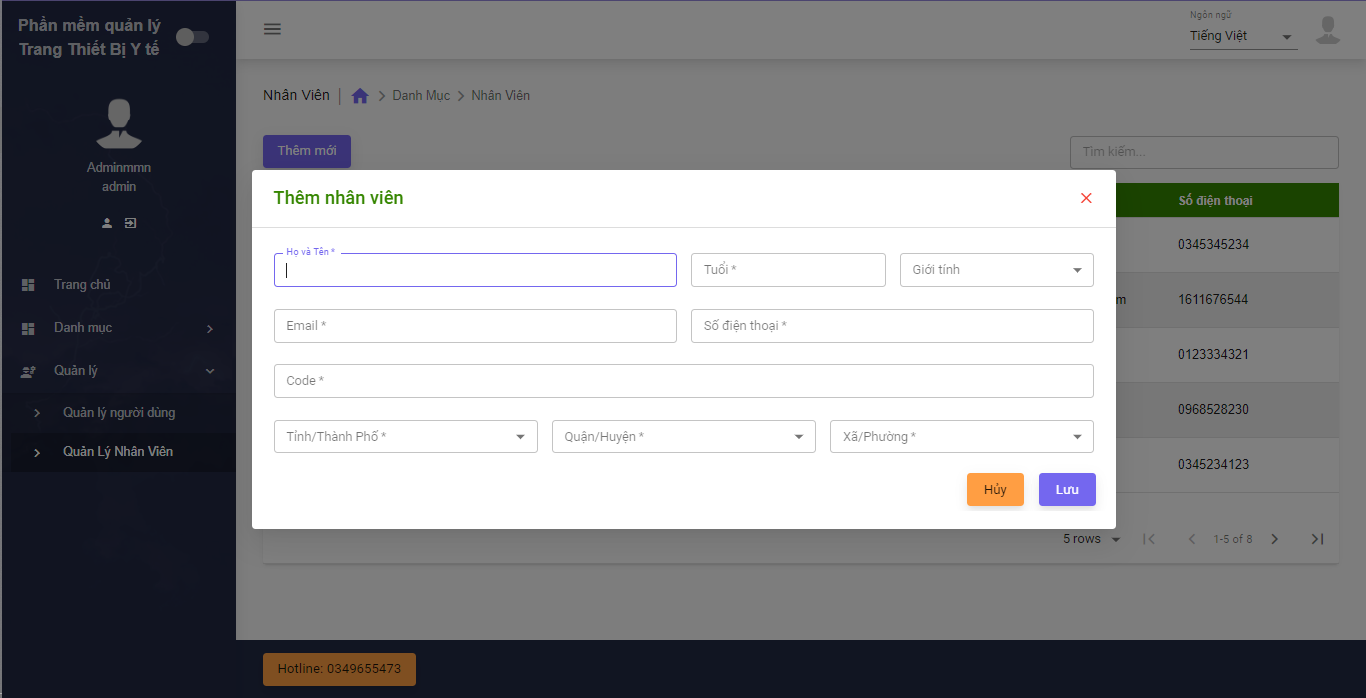 Phần mềm quản lý
Trang Thiết Bị Y tế
Adminmmn
admin
Trang chủ
Danh mục
Quản lý
Quản lý người dùng
Quản Lý Nhân Viên
Ngôn ngữ
Tiếng Việt
Nhân Viên
Danh Mục
Nhân Viên
Thêm mới
Tìm kiếm...
Thêm nhân viên
Họ và Tên *
Tuổi *
Giới tính
Email *
Số điện thoại *
Code *
Tỉnh/Thành Phố *
Quận/Huyện *
Xã/Phường *
Hủy
Lưu
Số điện thoại
0345345234
m
1611676544
0123334321
0968528230
0345234123
5 rows
1-5 of 8
Hotline: 0349655473